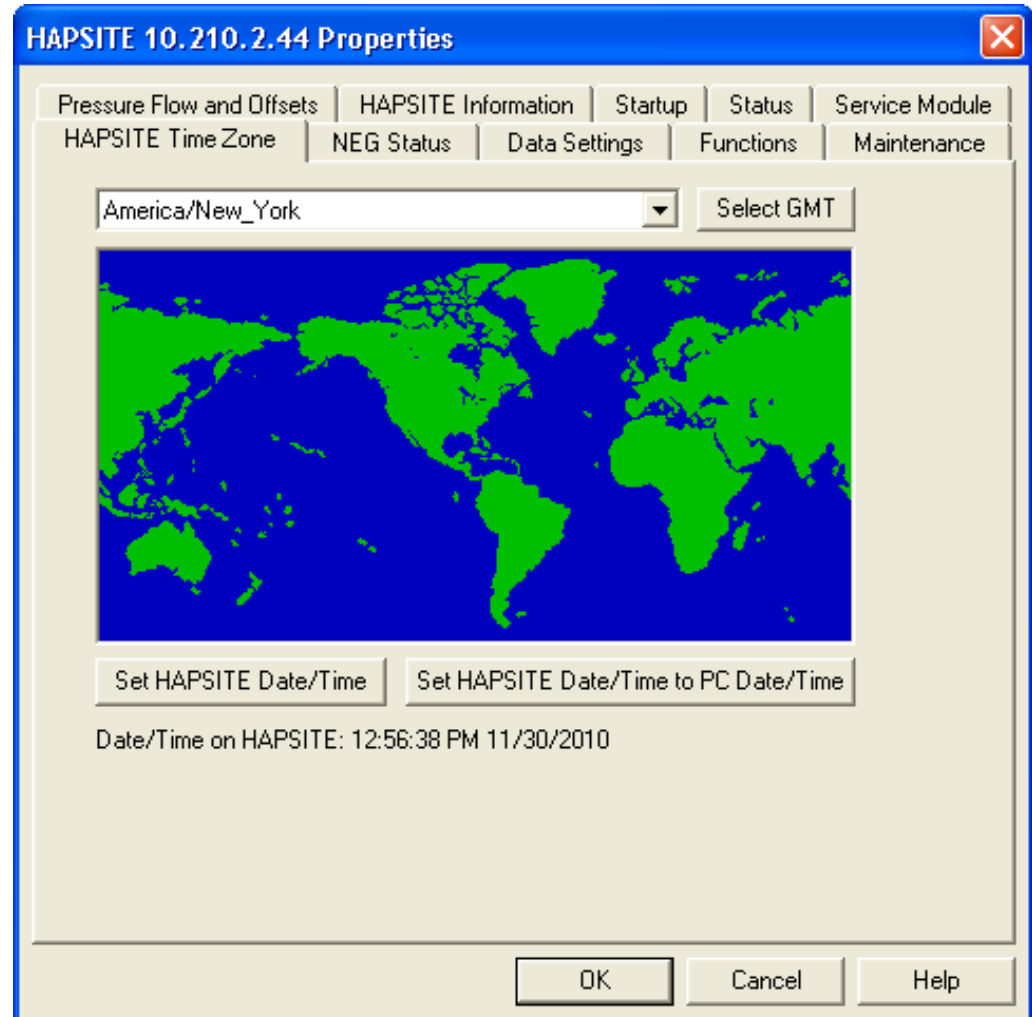 HAPSITE 10.210.2.44 Properties
Pressure Flow and Offsets HAPSITE Information Startup Status Service Module
HAPSITE Time Zone NEG Status Data Settings Functions Maintenance
America/New_York Select GMT
Set HAPSITE Date/Time Set HAPSITE Date/Time to PC Date/Time
Date/Time on HAPSITE: 12:56:38 PM 11/30/2010
OK Cancel Help